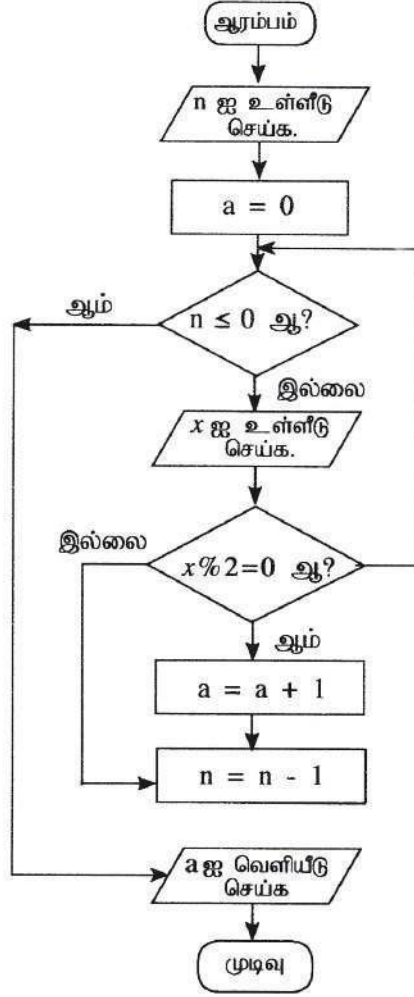 ஆரம்பம்
n ஐ உள்ளீடு
செய்க.
a = 0
ஆம்
n ≤ 0 ஆ?
இல்லை
x ஐ உள்ளீடு
செய்க.
இல்லை
x%2=0 ஆ?
ஆம்
a = a + 1
n = n - 1
a ஐ வெளியீடு
செய்க
முடிவு